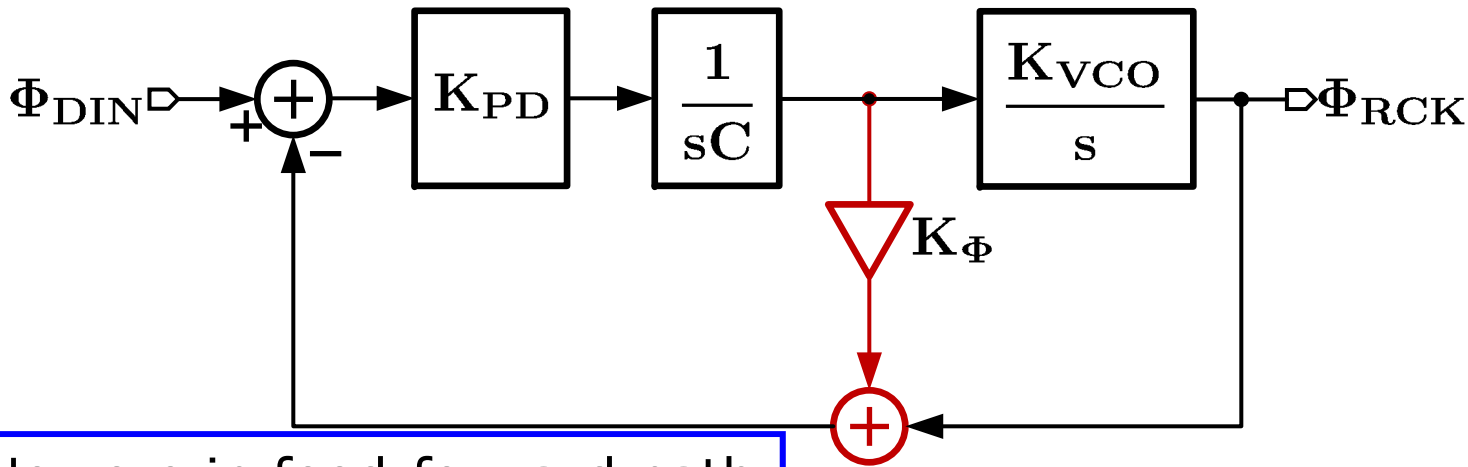 Φ_DIN
+
+
−
K_PD
1
sC
K_VCO
s
Φ_RCK
K_Φ
+